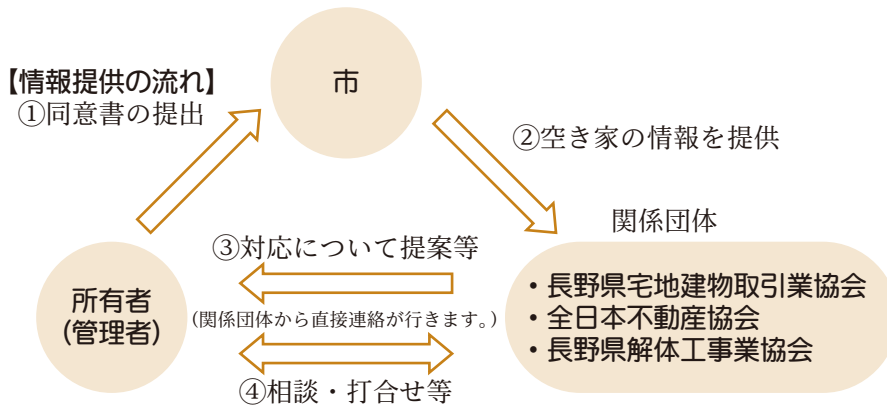 市
【情報提供の流れ】
①同意書の提出
②空き家の情報を提供
関係団体
③対応について提案等
・長野県宅地建物取引業協会
・全日本不動産協会
・長野県解体工事業協会
所有者
(管理者)
(関係団体から直接連絡が行きます。)
④相談・打合せ等